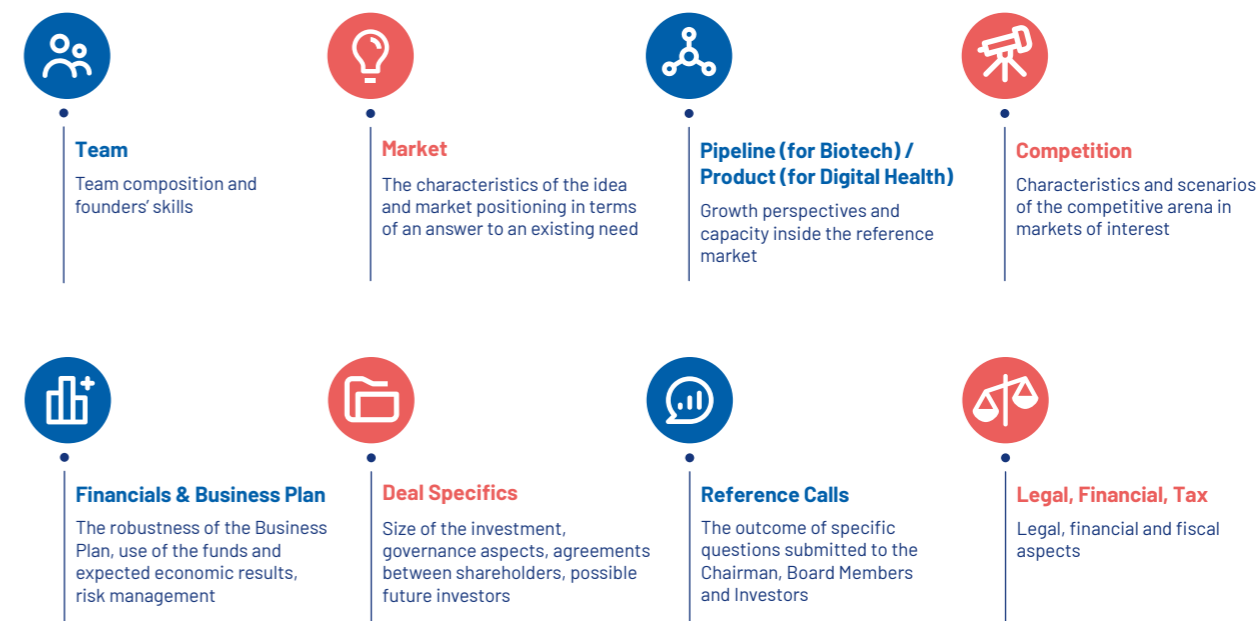 Team
Team composition and
founders' skills
Market
The characteristics of the idea
and market positioning in terms
of an answer to an existing need
Pipeline (for Biotech) /
Product (for Digital Health)
Growth perspectives and
capacity inside the reference
market
Competition
Characteristics and scenarios
of the competitive arena in
markets of interest
Financials & Business Plan
The robustness of the Business
Plan, use of the funds and
expected economic results,
risk management
Deal Specifics
Size of the investment,
governance aspects, agreements
between shareholders, possible
future investors
Reference Calls
The outcome of specific
questions submitted to the
Chairman, Board Members
and Investors
Legal, Financial, Tax
Legal, financial and fiscal
aspects